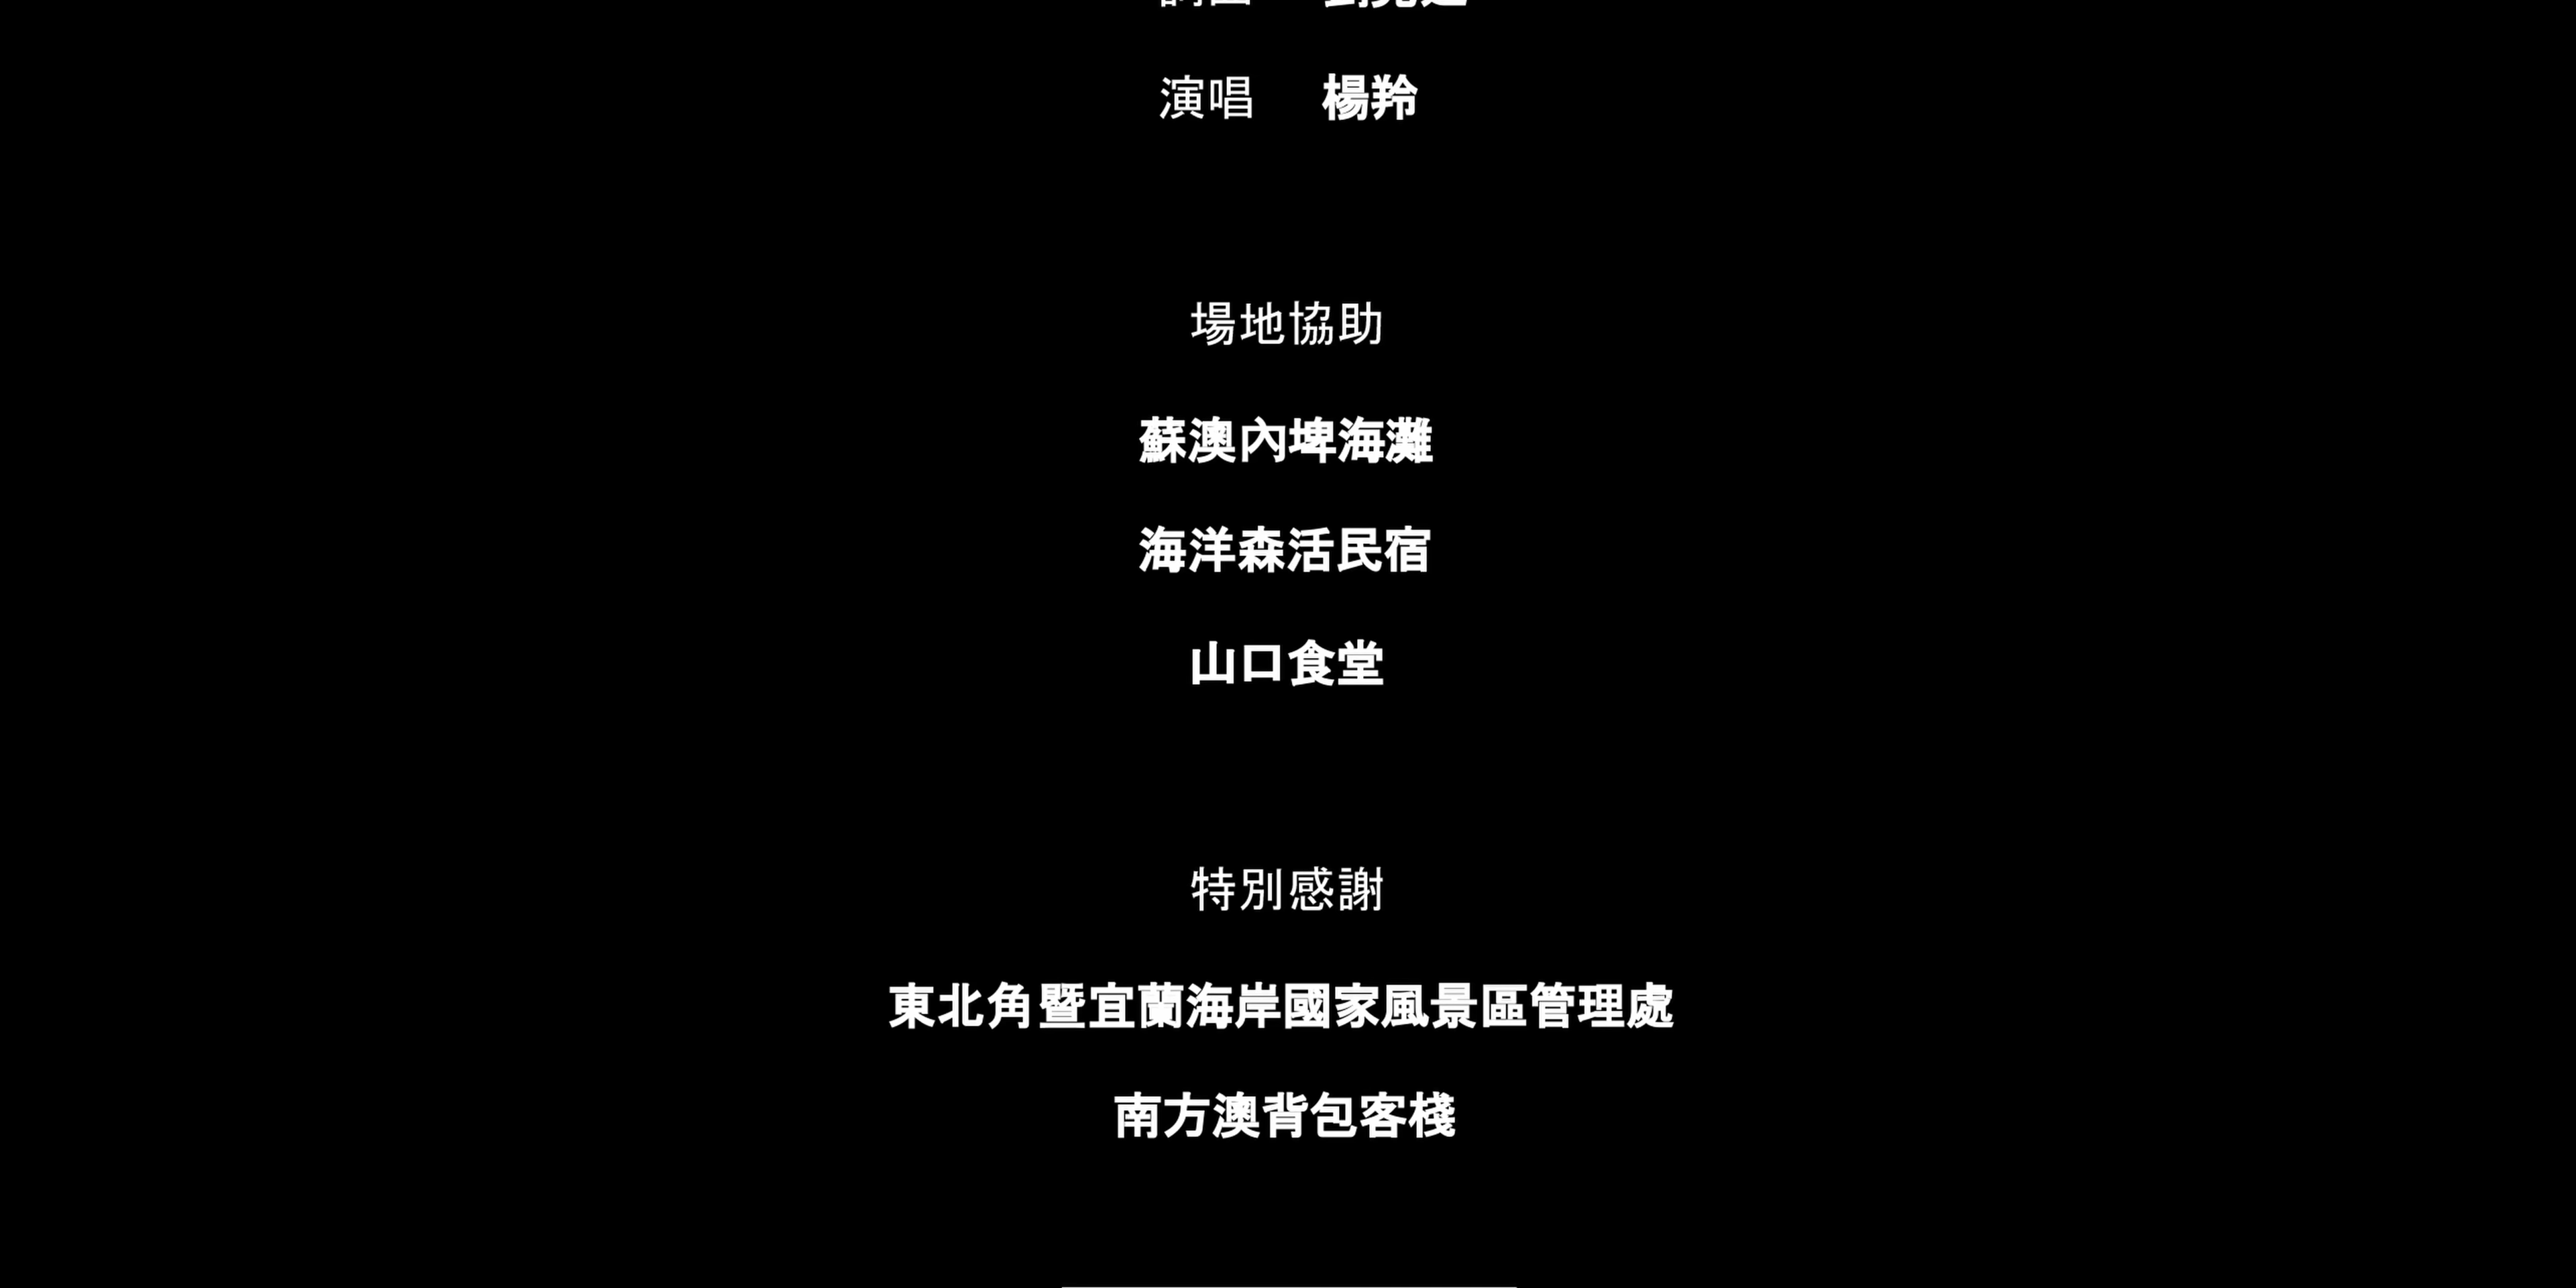 演唱 楊羚
場地協助
蘇澳內埤海灘
海洋森活民宿
山口食堂
特別感謝
東北角暨宜蘭海岸國家風景區管理處
南方澳背包客棧